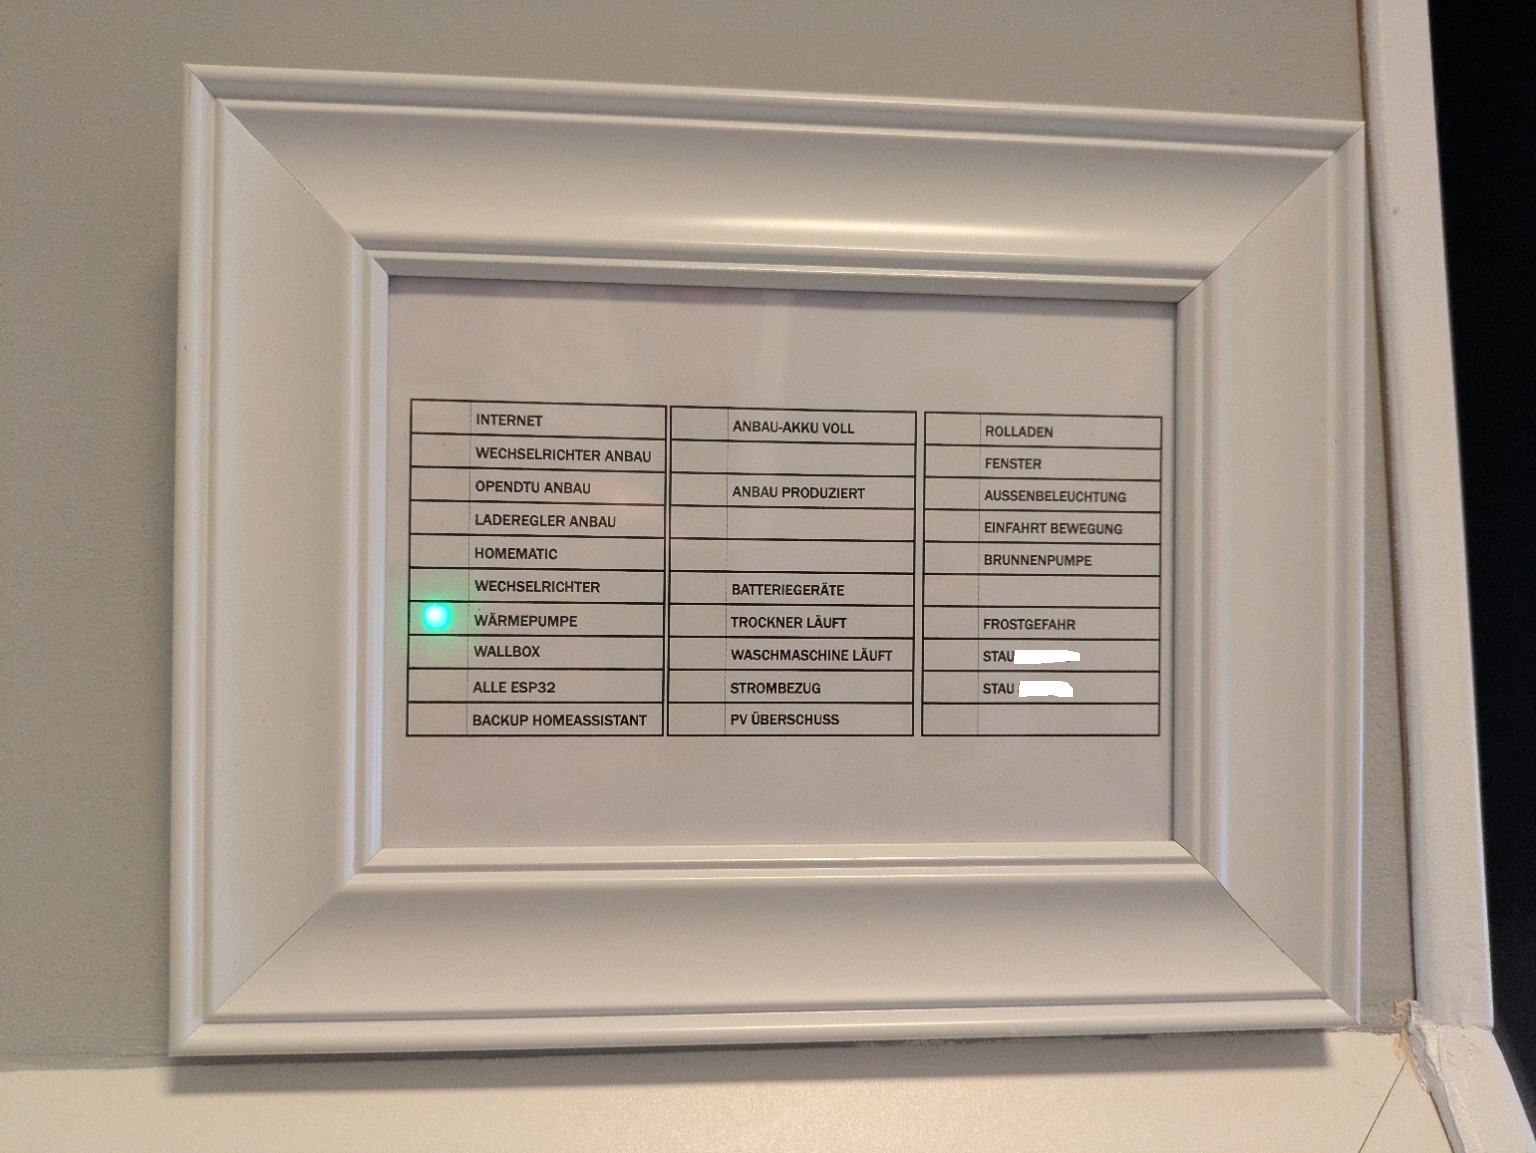 INTERNET
WECHSELRICHTER ANBAU
OPENDTU ANBAU
LADEREGLER ANBAU
HOMEMATIC
WECHSELRICHTER
WÄRMEPUMPE
WALLBOX
ALLE ESP32
BACKUP HOMEASSISTANT
ANBAU-AKKU VOLL
ANBAU PRODUZIERT
BATTERIEGERÄTE
TROCKNER LÄUFT
WASCHMASCHINE LÄUFT
STROMBEZUG
PV ÜBERSCHUSS
ROLLADEN
FENSTER
AUSSENBELEUCHTUNG
EINFAHRT BEWEGUNG
BRUNNENPUMPE
FROSTGEFAHR
STAU
STAU